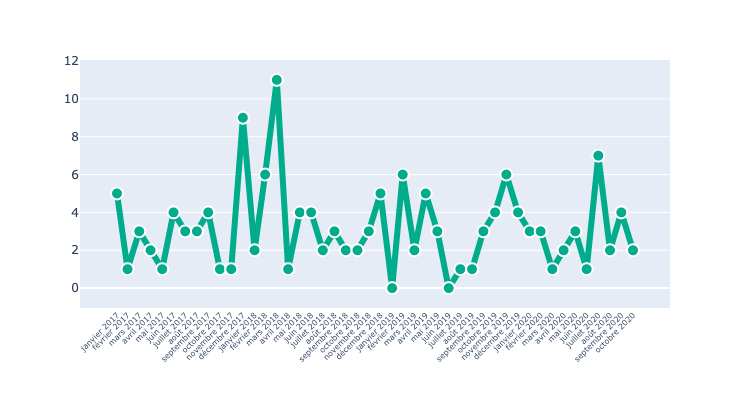 12
10
8
6
4
2
0
janvier 2017
février 2017
mars 2017
avril 2017
mai 2017
juin 2017
juillet 2017
août 2017
septembre 2017
octobre 2017
novembre 2017
décembre 2017
janvier 2018
février 2018
mars 2018
avril 2018
mai 2018
juin 2018
juillet 2018
août 2018
septembre 2018
octobre 2018
novembre 2018
décembre 2018
janvier 2019
février 2019
mars 2019
avril 2019
mai 2019
juin 2019
juillet 2019
août 2019
septembre 2019
octobre 2019
novembre 2019
décembre 2019
janvier 2020
février 2020
mars 2020
avril 2020
mai 2020
juin 2020
juillet 2020
août 2020
septembre 2020
octobre 2020